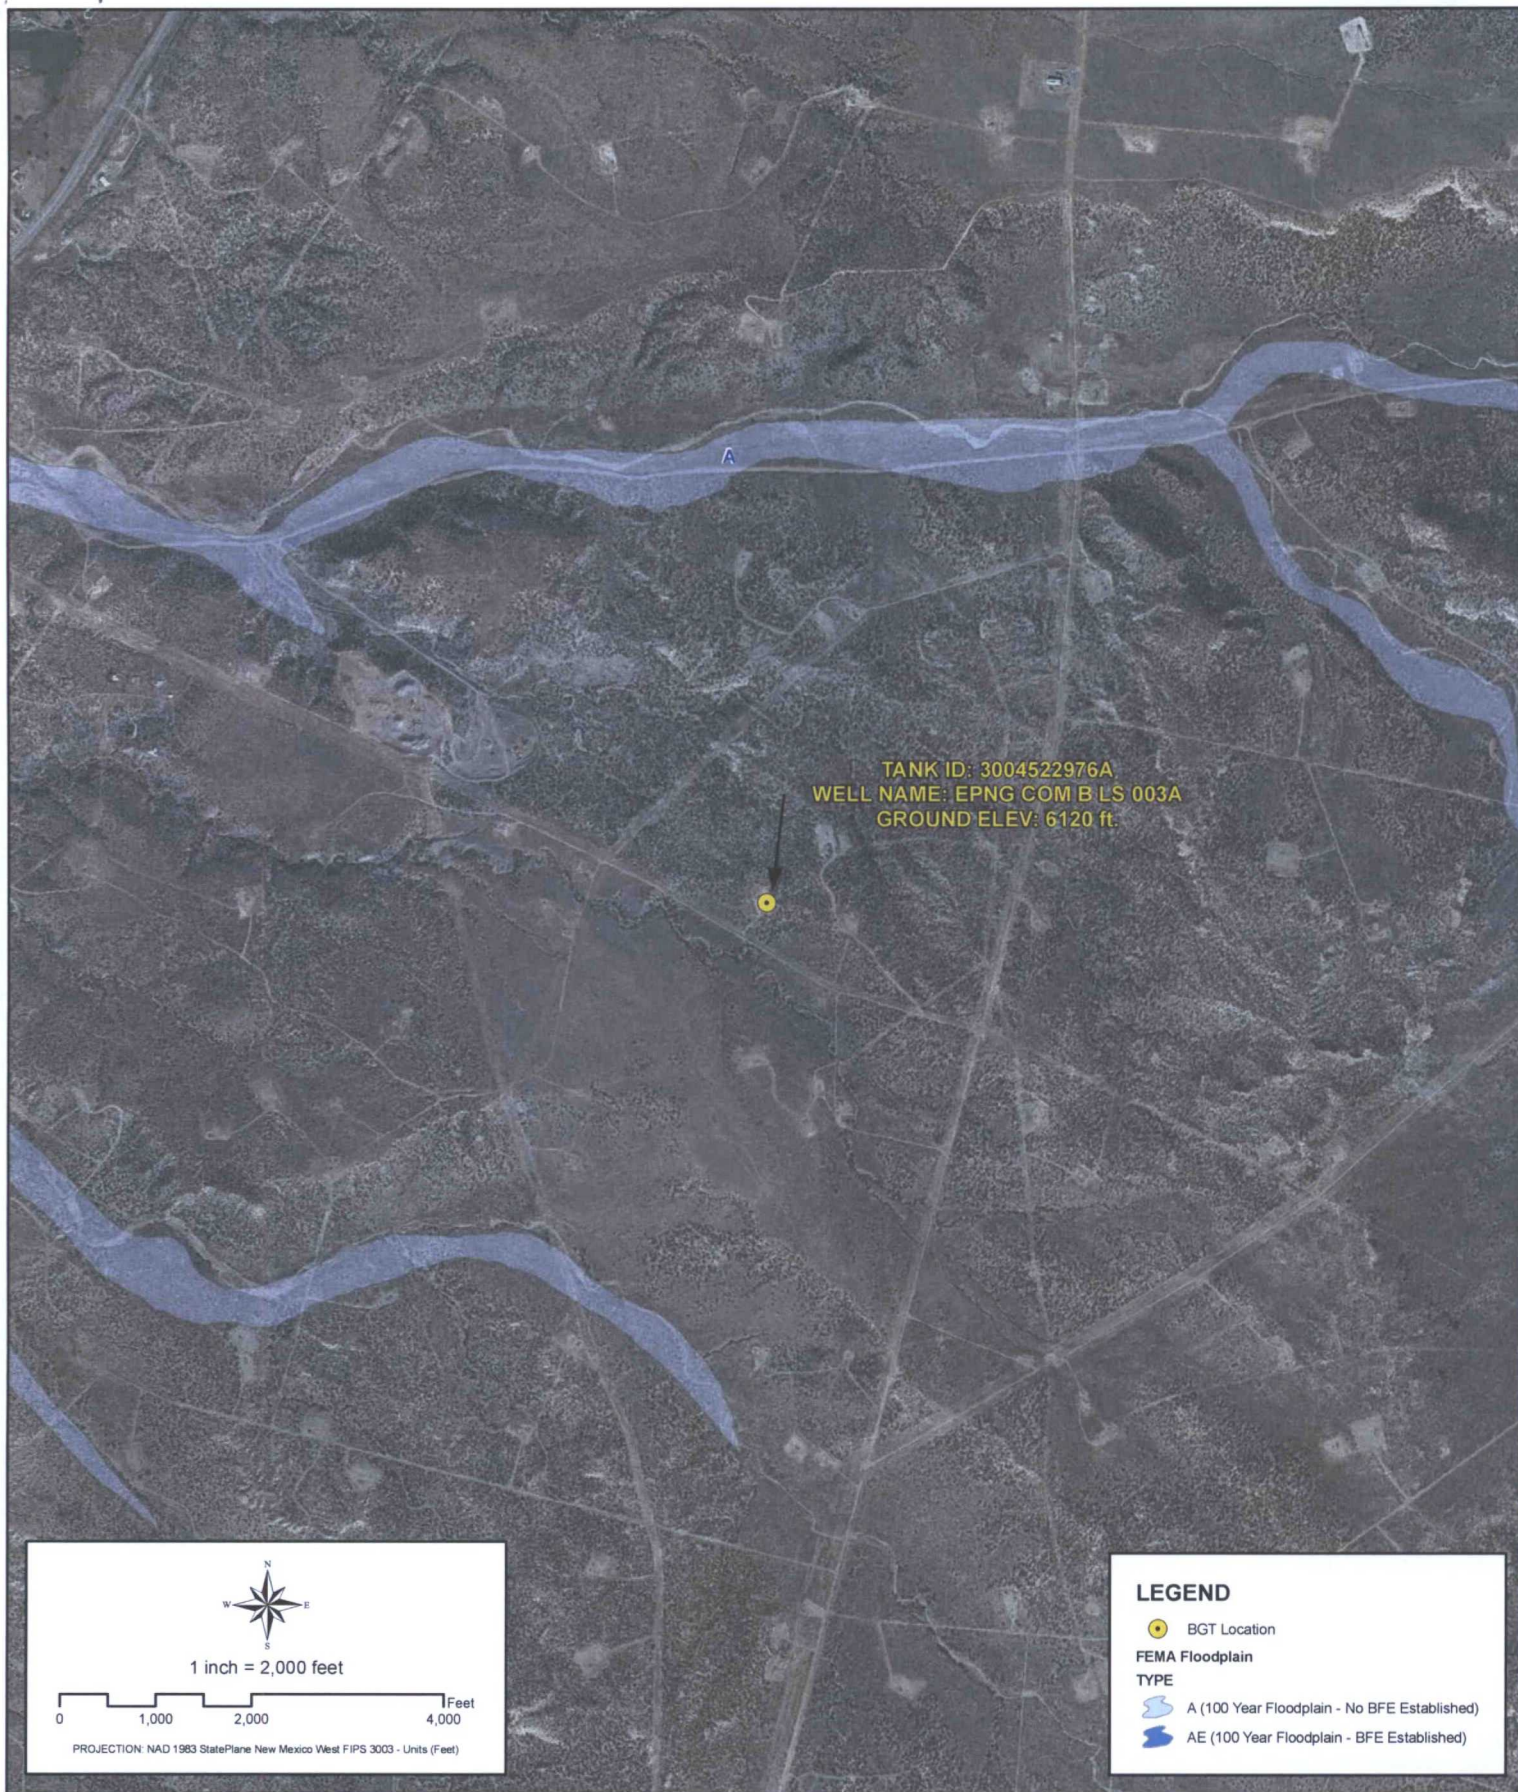 A
TANK ID: 3004522976A
WELL NAME: EPNG COM B LS 003A
GROUND ELEV: 6120 ft.
N
W E
S
1 inch = 2,000 feet
Feet
0 1,000 2,000 4,000
PROJECTION: NAD 1983 StatePlane New Mexico West FIPS 3003 - Units (Feet)
LEGEND
BGT Location
FEMA Floodplain
TYPE
A (100 Year Floodplain - No BFE Established)
AE (100 Year Floodplain - BFE Established)